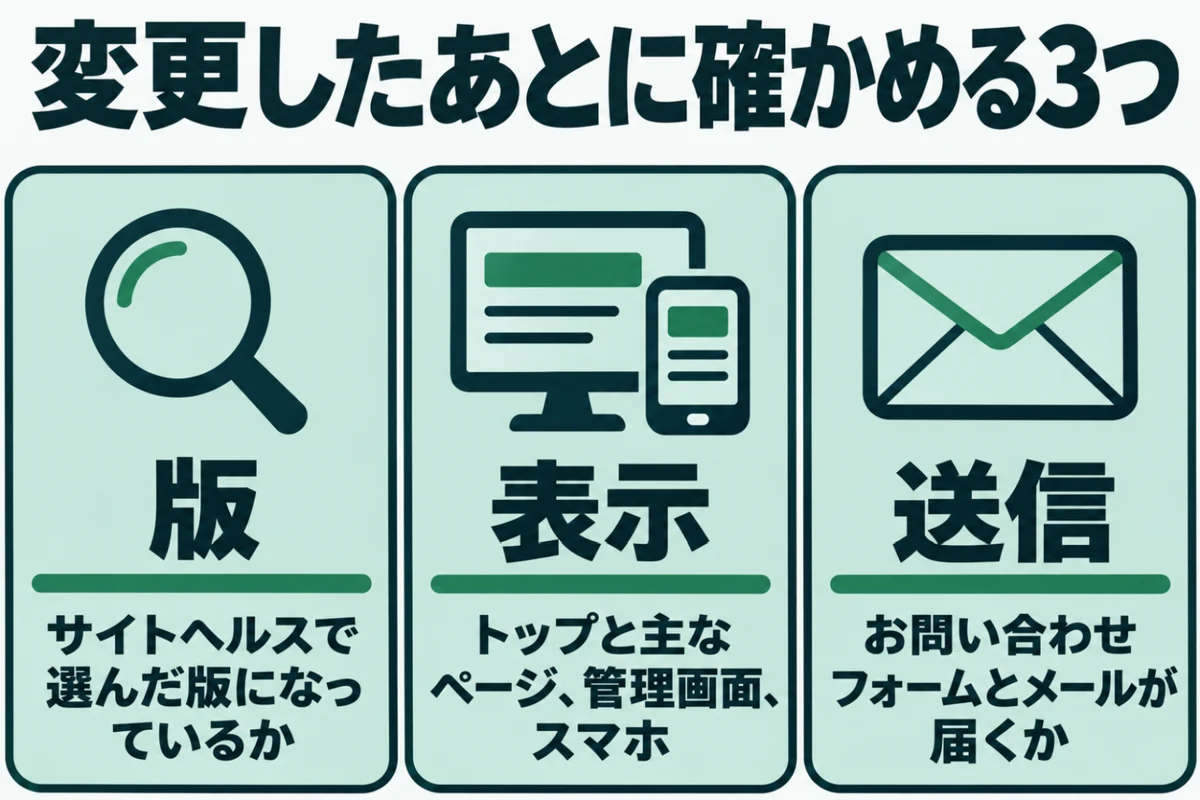 変更したあとに確かめる3つ
版
サイトヘルスで
選んだ版になっ
ているか
表示
トップと主な
ページ、管理画面、
スマホ
送信
お問い合わせ
フォームとメールが
届くか